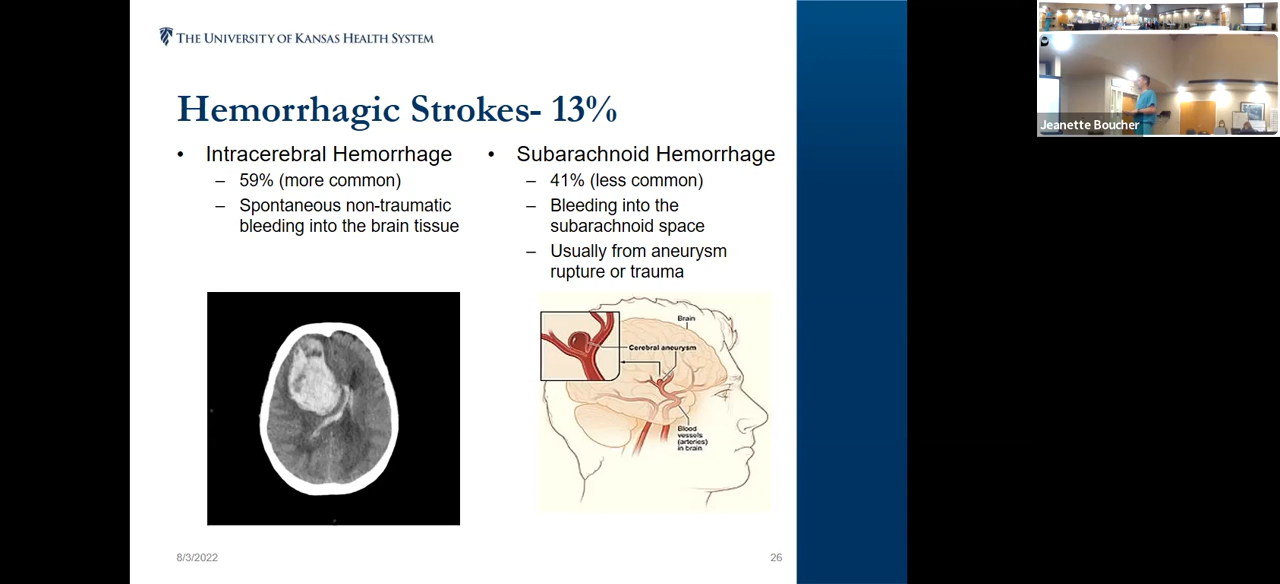 THE UNIVERSITY OF KANSAS HEALTH SYSTEM
Hemorrhagic Strokes- 13%
• Intracerebral Hemorrhage
– 59% (more common)
– Spontaneous non-traumatic
bleeding into the brain tissue
• Subarachnoid Hemorrhage
– 41% (less common)
– Bleeding into the
subarachnoid space
– Usually from aneurysm
rupture or trauma
Brain
Cerebral aneurysm
Blood
vessels
(arteries)
in brain
8/3/2022
26
Jeanette Boucher